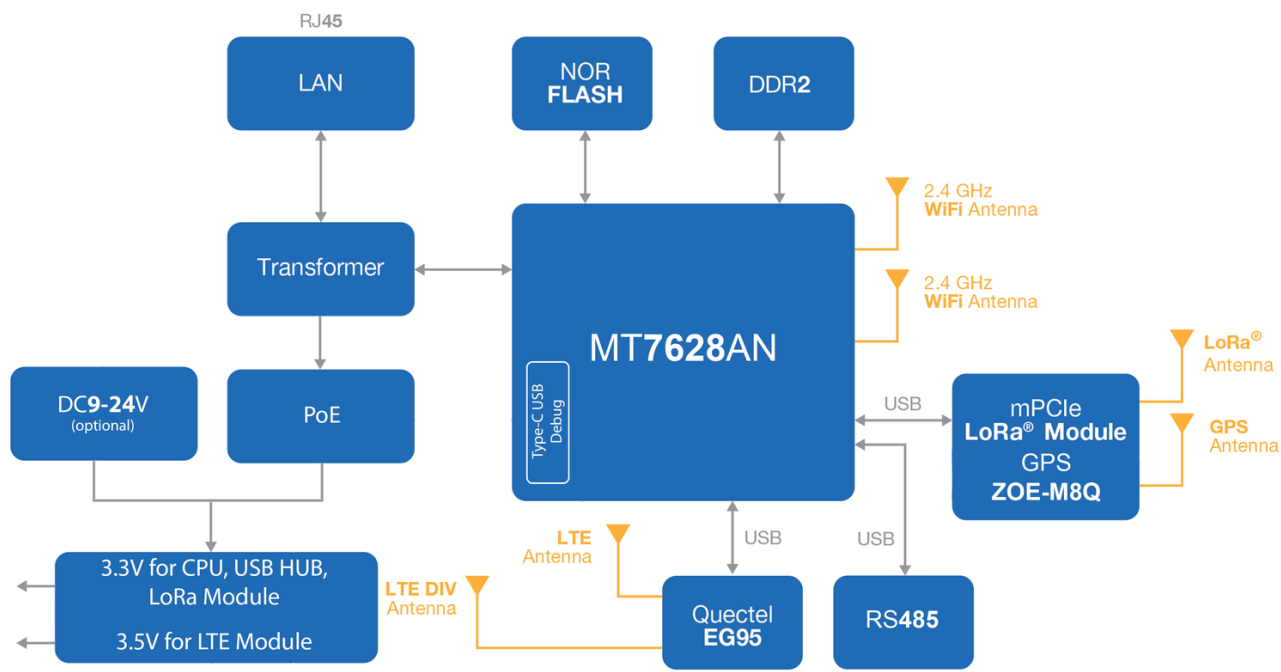 RJ45
LAN
NOR
FLASH
DDR2
2.4 GHz
WiFi Antenna
Transformer
2.4 GHz
WiFi Antenna
MT7628AN
LoRa®
Antenna
DC9-24V
(optional)
PoE
Type-C USB
Debug
USB
mPCIe
LoRa® Module
GPS
ZOE-M8Q
GPS
Antenna
LTE
Antenna
USB
USB
3.3V for CPU, USB HUB,
LoRa Module
3.5V for LTE Module
LTE DIV
Antenna
Quectel
EG95
RS485